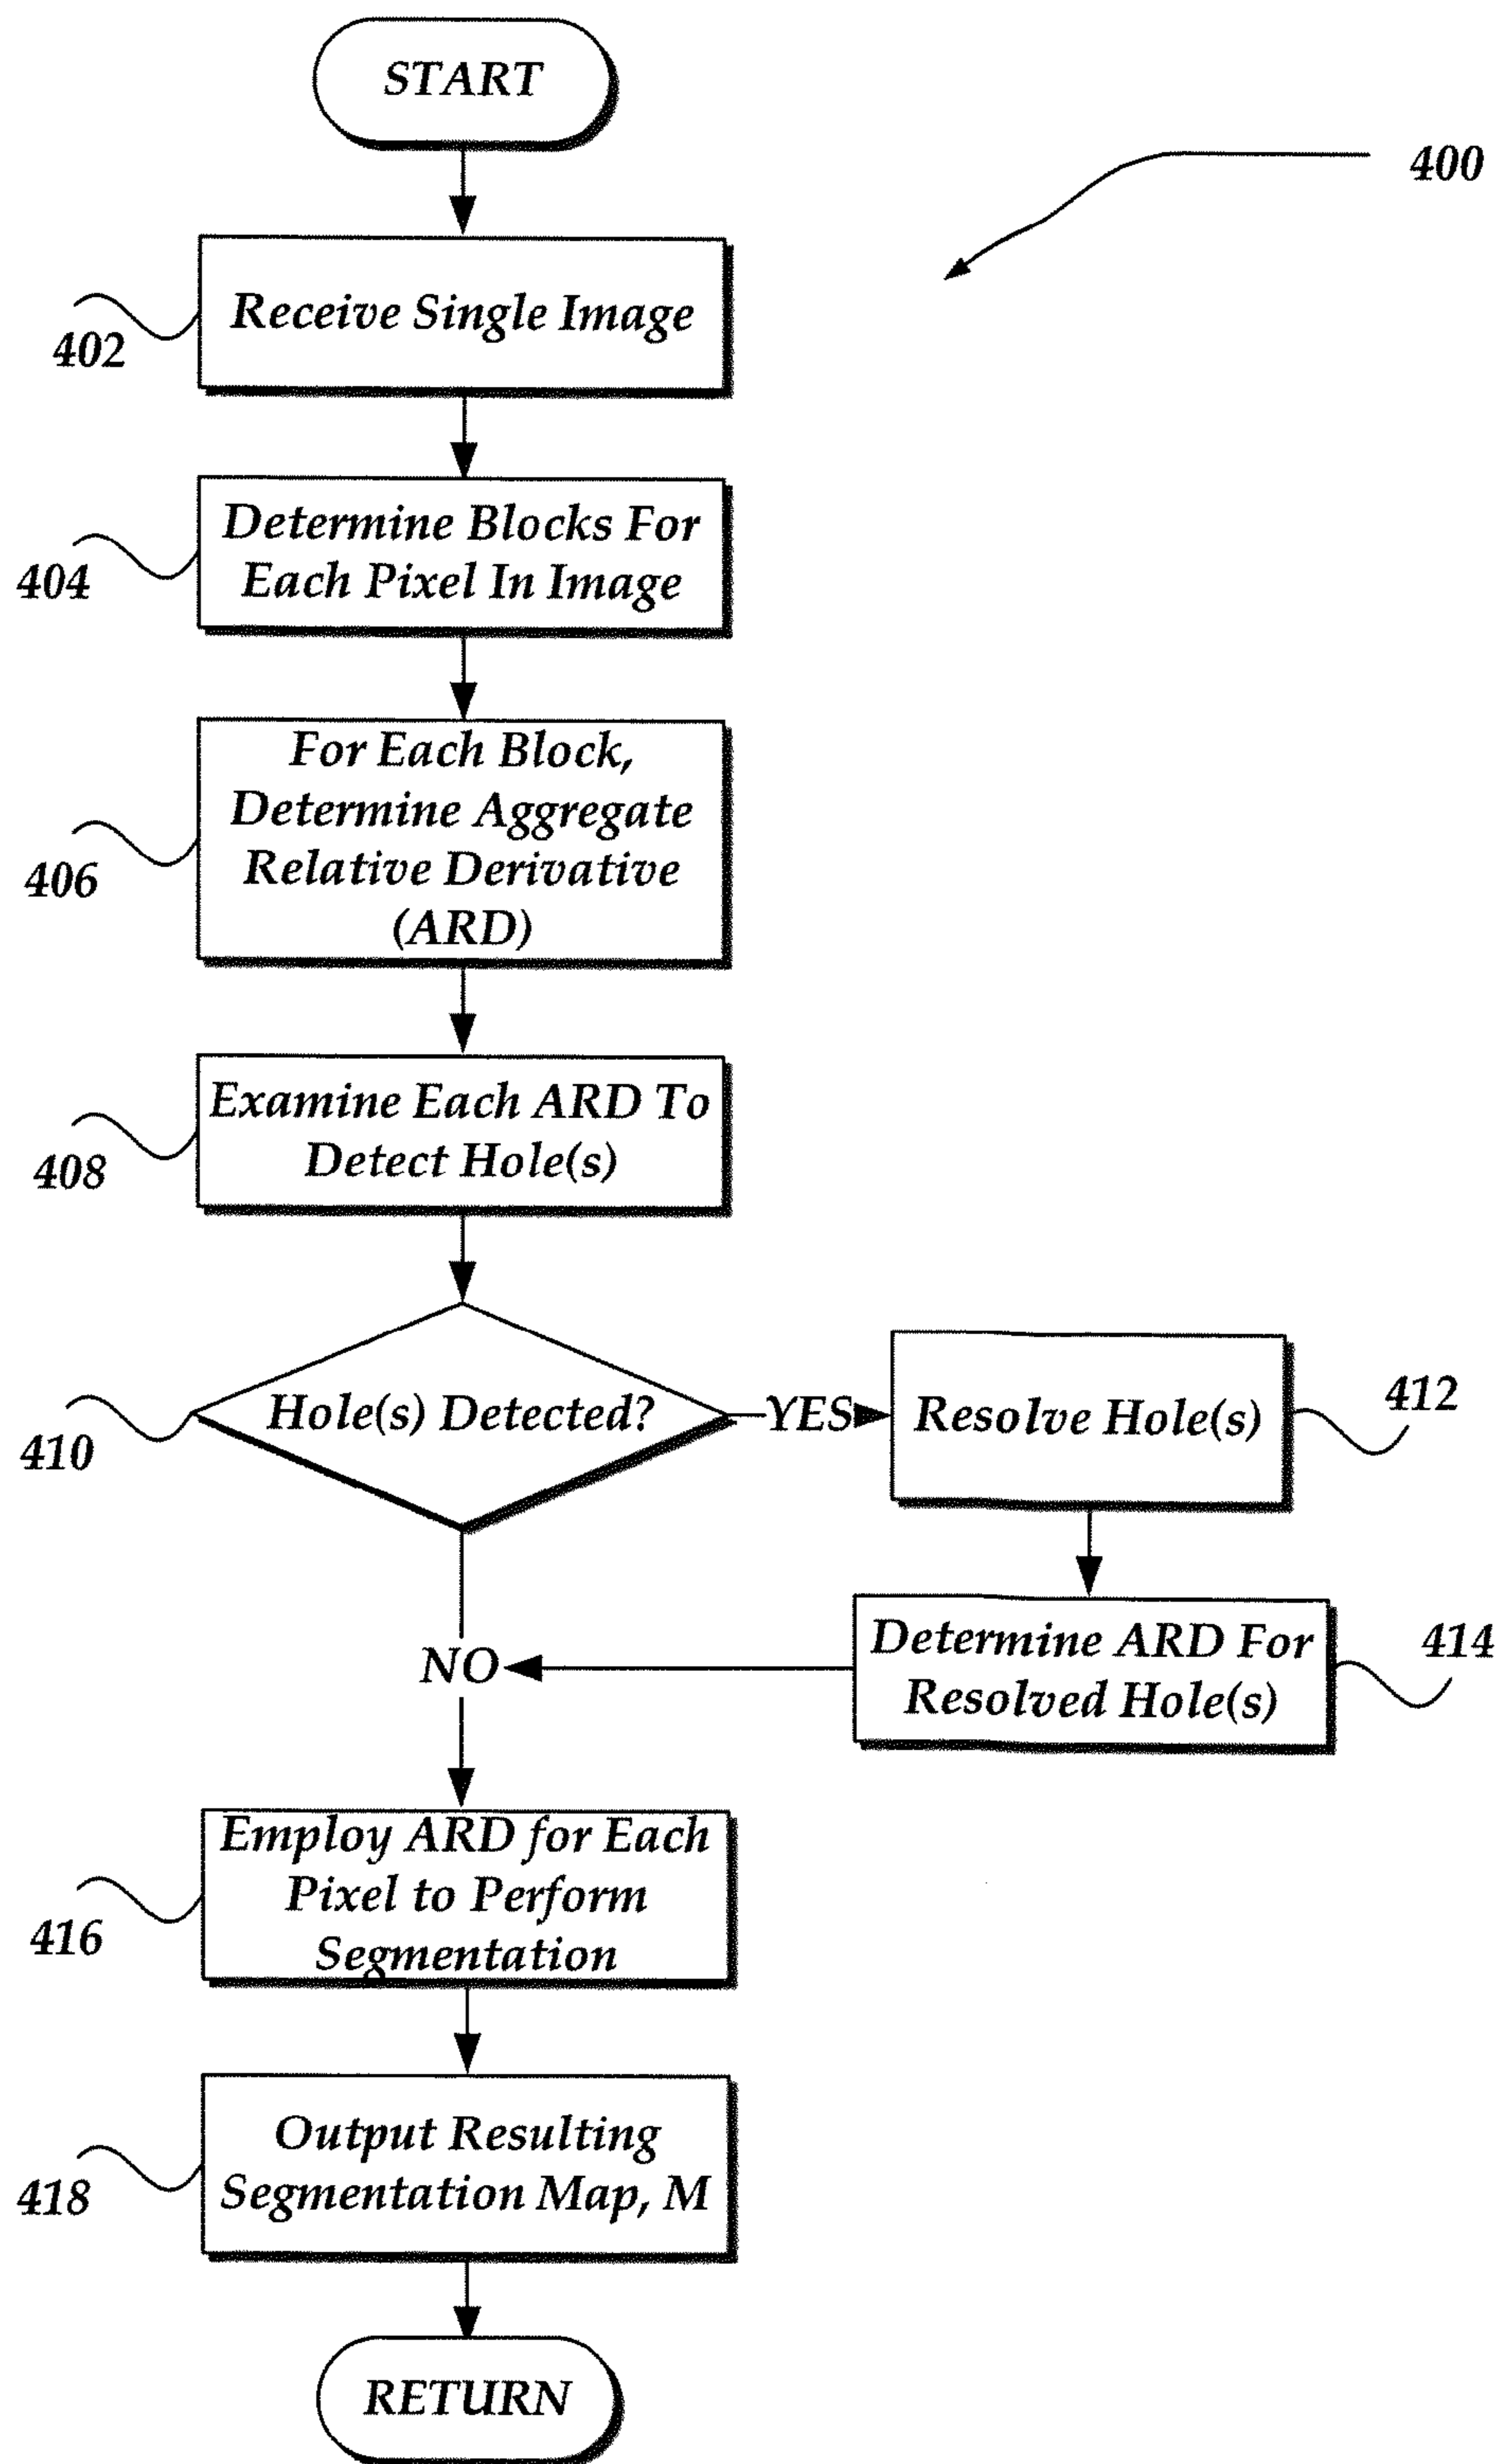 START
400
Receive Single Image
402
Determine Blocks For
Each Pixel In Image
404
For Each Block,
Determine Aggregate
Relative Derivative
(ARD)
406
Examine Each ARD To
Detect Hole(s)
408
Hole(s) Detected?
410
YES
Resolve Hole(s)
412
Determine ARD For
Resolved Hole(s)
414
NO
Employ ARD for Each
Pixel to Perform
Segmentation
416
Output Resulting
Segmentation Map, M
418
RETURN